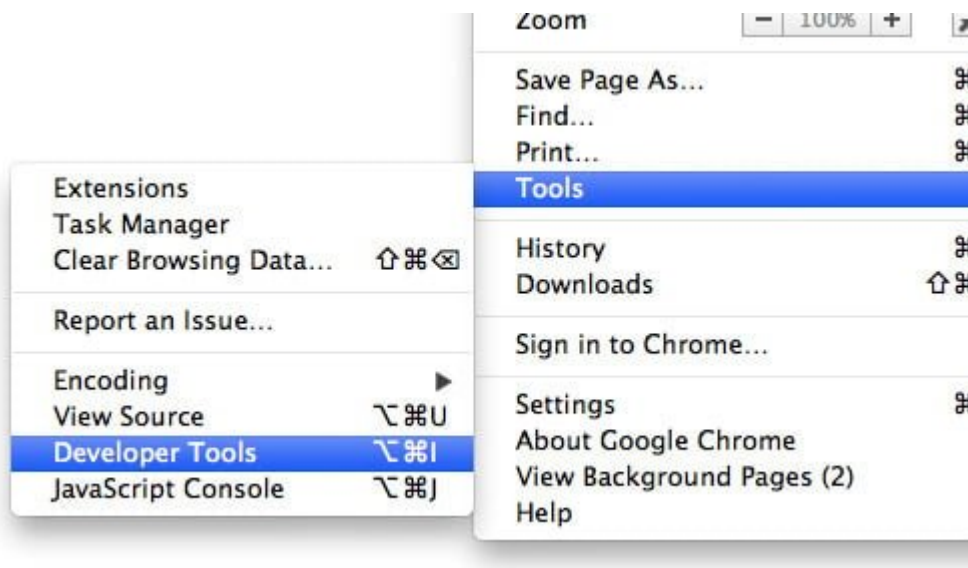 Zoom − 100% +
Save Page As... ⌘
Find... ⌘
Print... ⌘
Tools
History ⌘
Downloads ⇧⌘
Sign in to Chrome...
Settings ⌘
About Google Chrome
View Background Pages (2)
Help
Extensions
Task Manager
Clear Browsing Data... ⇧⌘⌫
Report an Issue...
Encoding ▶
View Source ⌥⌘U
Developer Tools ⌥⌘I
JavaScript Console ⌥⌘J